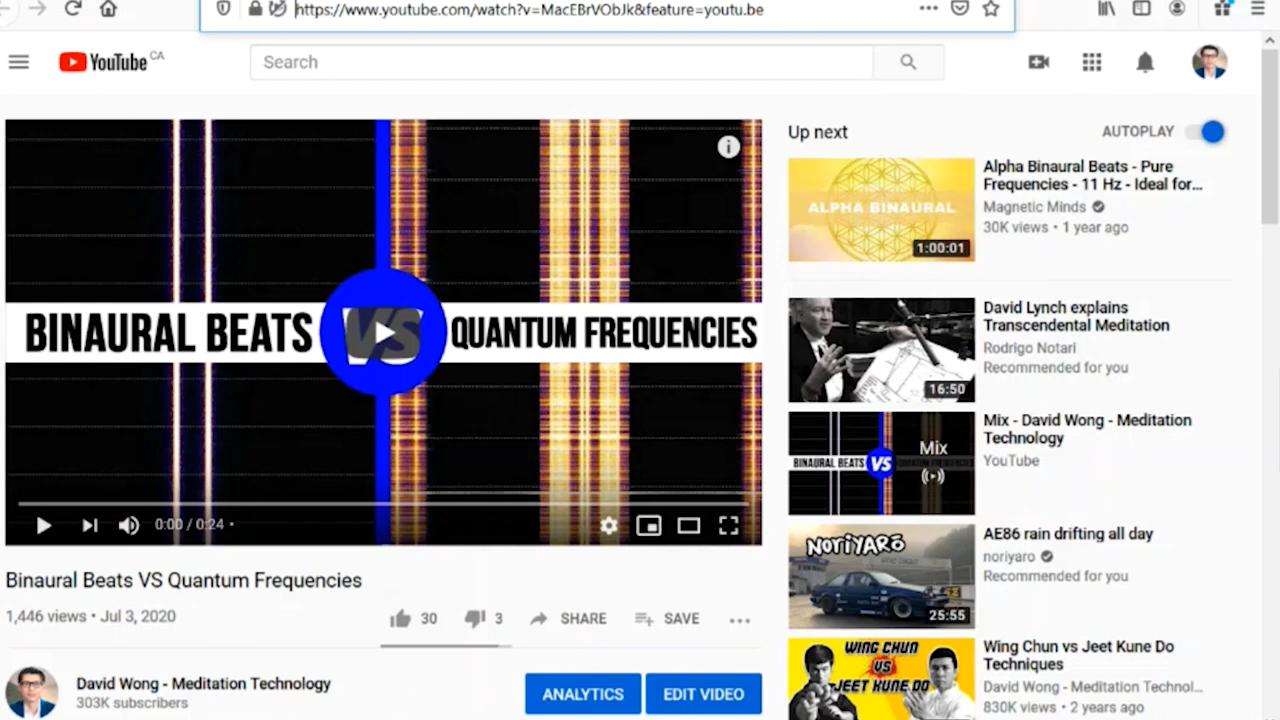 https://www.youtube.com/watch?v=MacEBrVObJk&feature=youtu.be
YouTube CA
Search
BINAURAL BEATS VS QUANTUM FREQUENCIES
0:00 / 0:24
Binaural Beats VS Quantum Frequencies
1,446 views • Jul 3, 2020
30
3
SHARE
SAVE
David Wong - Meditation Technology
303K subscribers
ANALYTICS
EDIT VIDEO
Up next
AUTOPLAY
ALPHA BINAURAL
1:00:01
Alpha Binaural Beats - Pure
Frequencies - 11 Hz - Ideal for...
Magnetic Minds
30K views • 1 year ago
16:50
David Lynch explains
Transcendental Meditation
Rodrigo Notari
Recommended for you
BINAURAL BEATS VS QUANTUM FREQUENCIES
Mix
Mix - David Wong - Meditation
Technology
YouTube
NORIYARO
25:55
AE86 rain drifting all day
noriyaro
Recommended for you
WING CHUN
VS
JEET KUNE DO
Wing Chun vs Jeet Kune Do
Techniques
David Wong - Meditation Technol...
830K views • 2 years ago